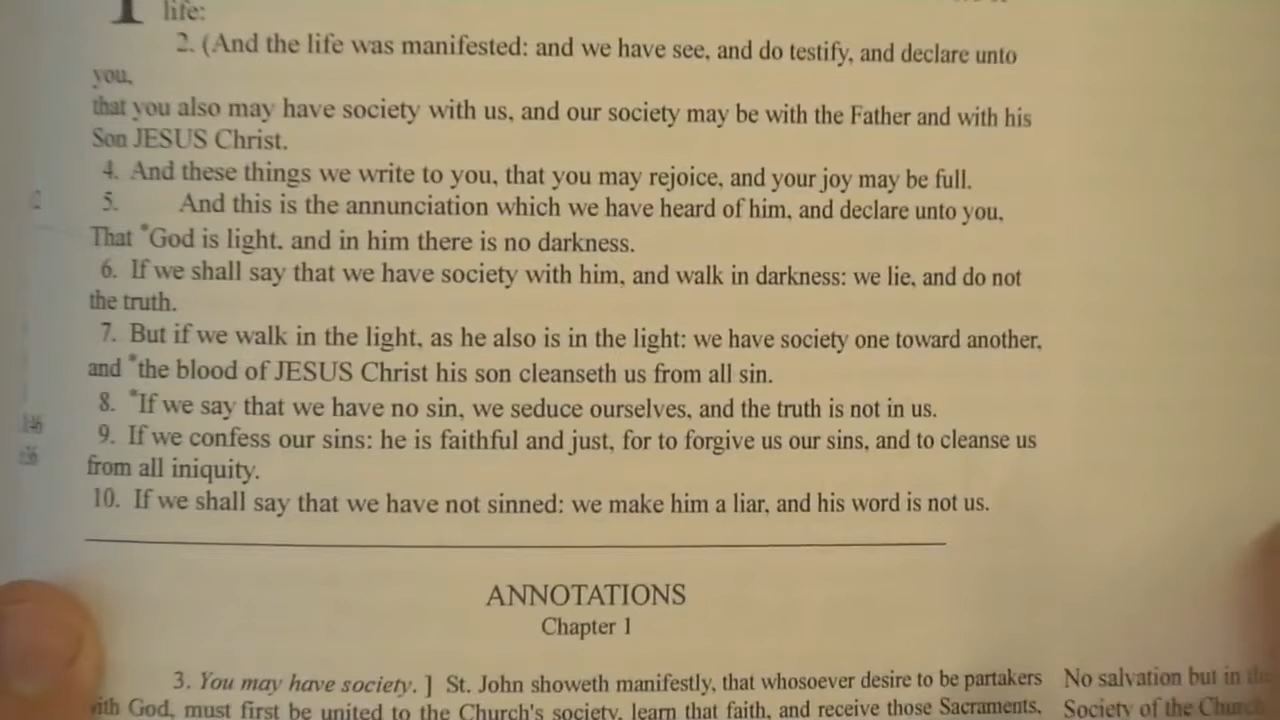 life:
2. (And the life was manifested: and we have see, and do testify, and declare unto
you,
that you also may have society with us, and our society may be with the Father and with his
Son JESUS Christ.
4. And these things we write to you, that you may rejoice, and your joy may be full.
5. And this is the annunciation which we have heard of him, and declare unto you,
That *God is light, and in him there is no darkness.
6. If we shall say that we have society with him, and walk in darkness: we lie, and do not
the truth.
7. But if we walk in the light, as he also is in the light: we have society one toward another,
and *the blood of JESUS Christ his son cleanseth us from all sin.
8. *If we say that we have no sin, we seduce ourselves, and the truth is not in us.
9. If we confess our sins: he is faithful and just, for to forgive us our sins, and to cleanse us
from all iniquity.
10. If we shall say that we have not sinned: we make him a liar, and his word is not us.
ANNOTATIONS
Chapter 1
3. You may have society. ] St. John showeth manifestly, that whosoever desire to be partakers
with God, must first be united to the Church's society, learn that faith, and receive those Sacraments,
No salvation but in the
Society of the Church